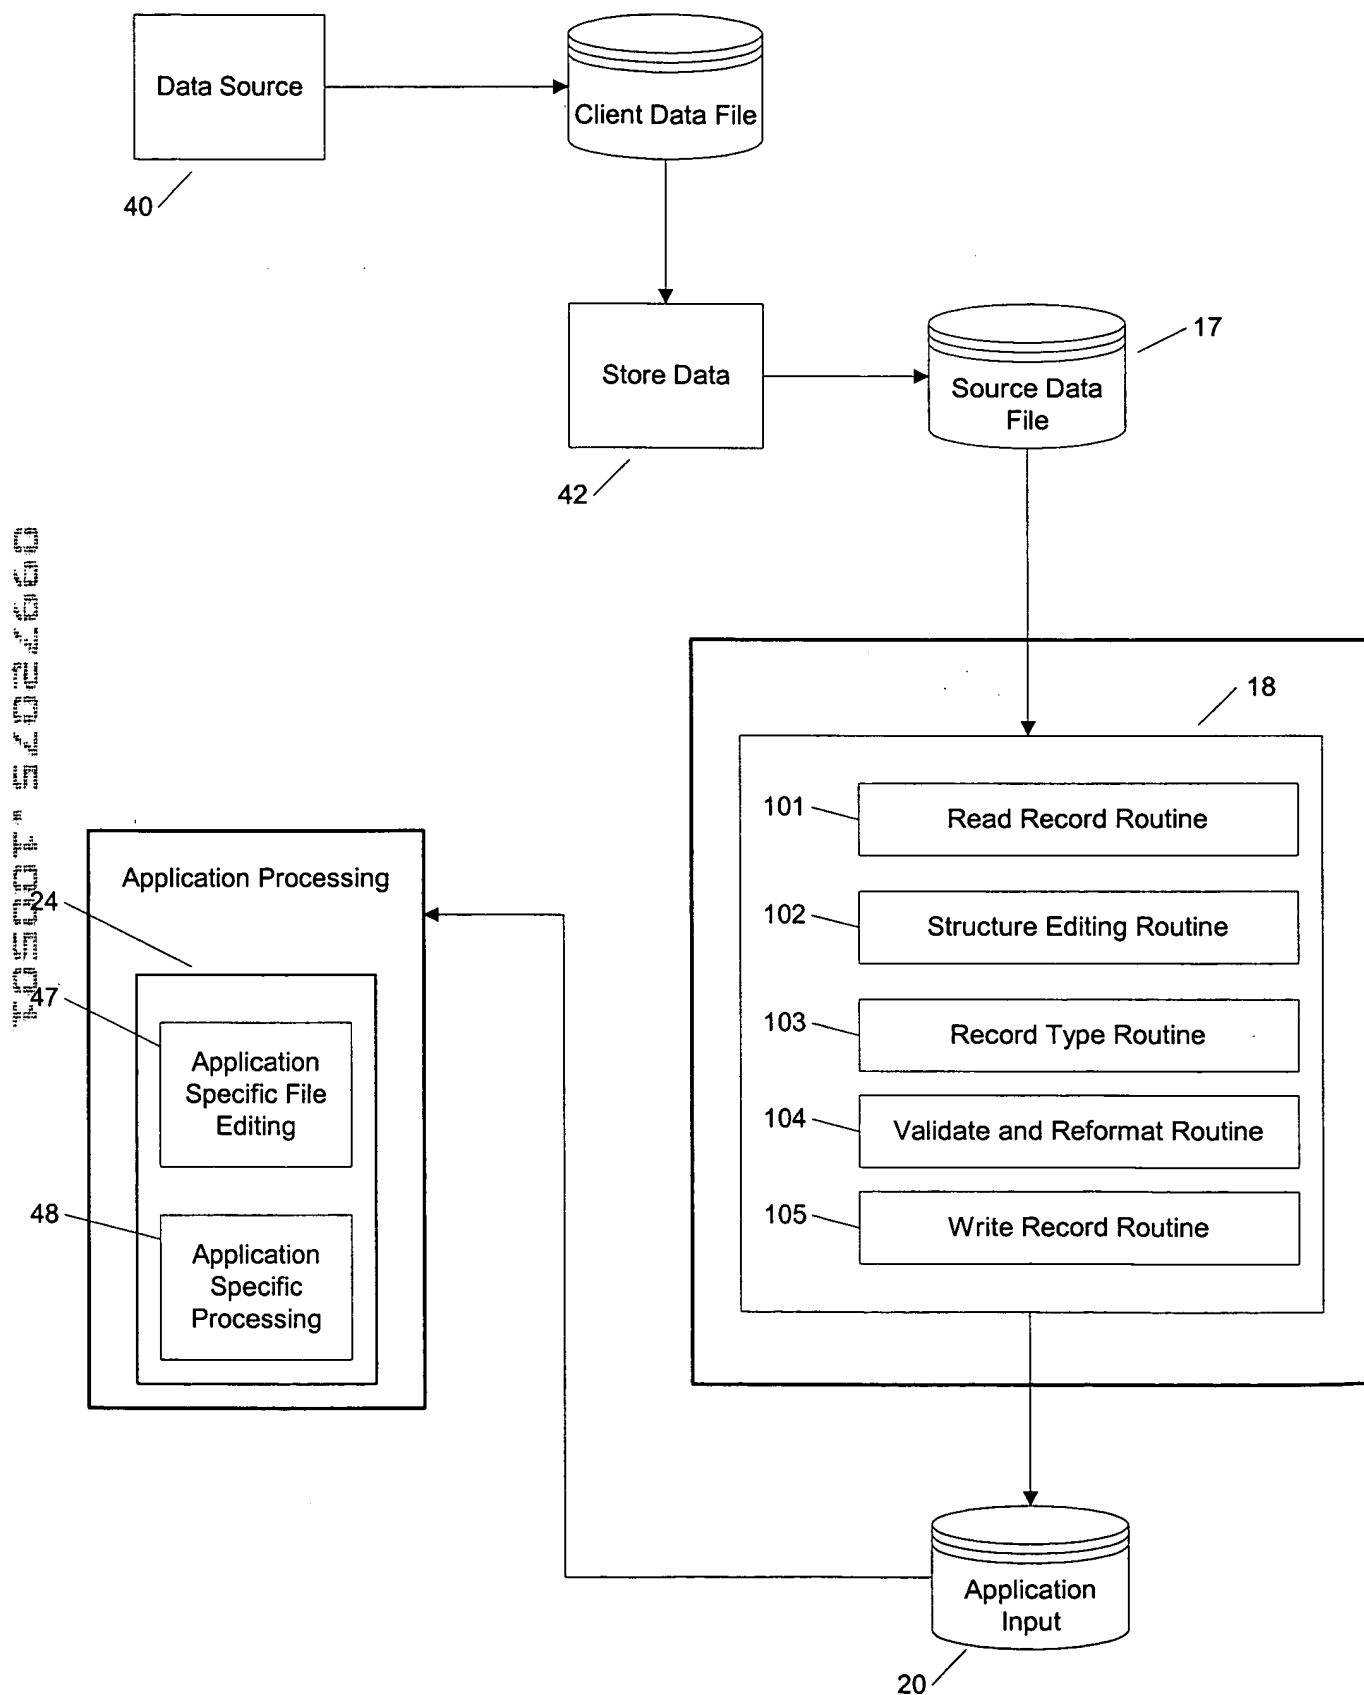 Data Source
Client Data File
40
Store Data
17
Source Data
File
42
18
101
Read Record Routine
102
Structure Editing Routine
103
Record Type Routine
104
Validate and Reformat Routine
105
Write Record Routine
Application Processing
24
47
Application
Specific File
Editing
48
Application
Specific
Processing
Application
Input
20